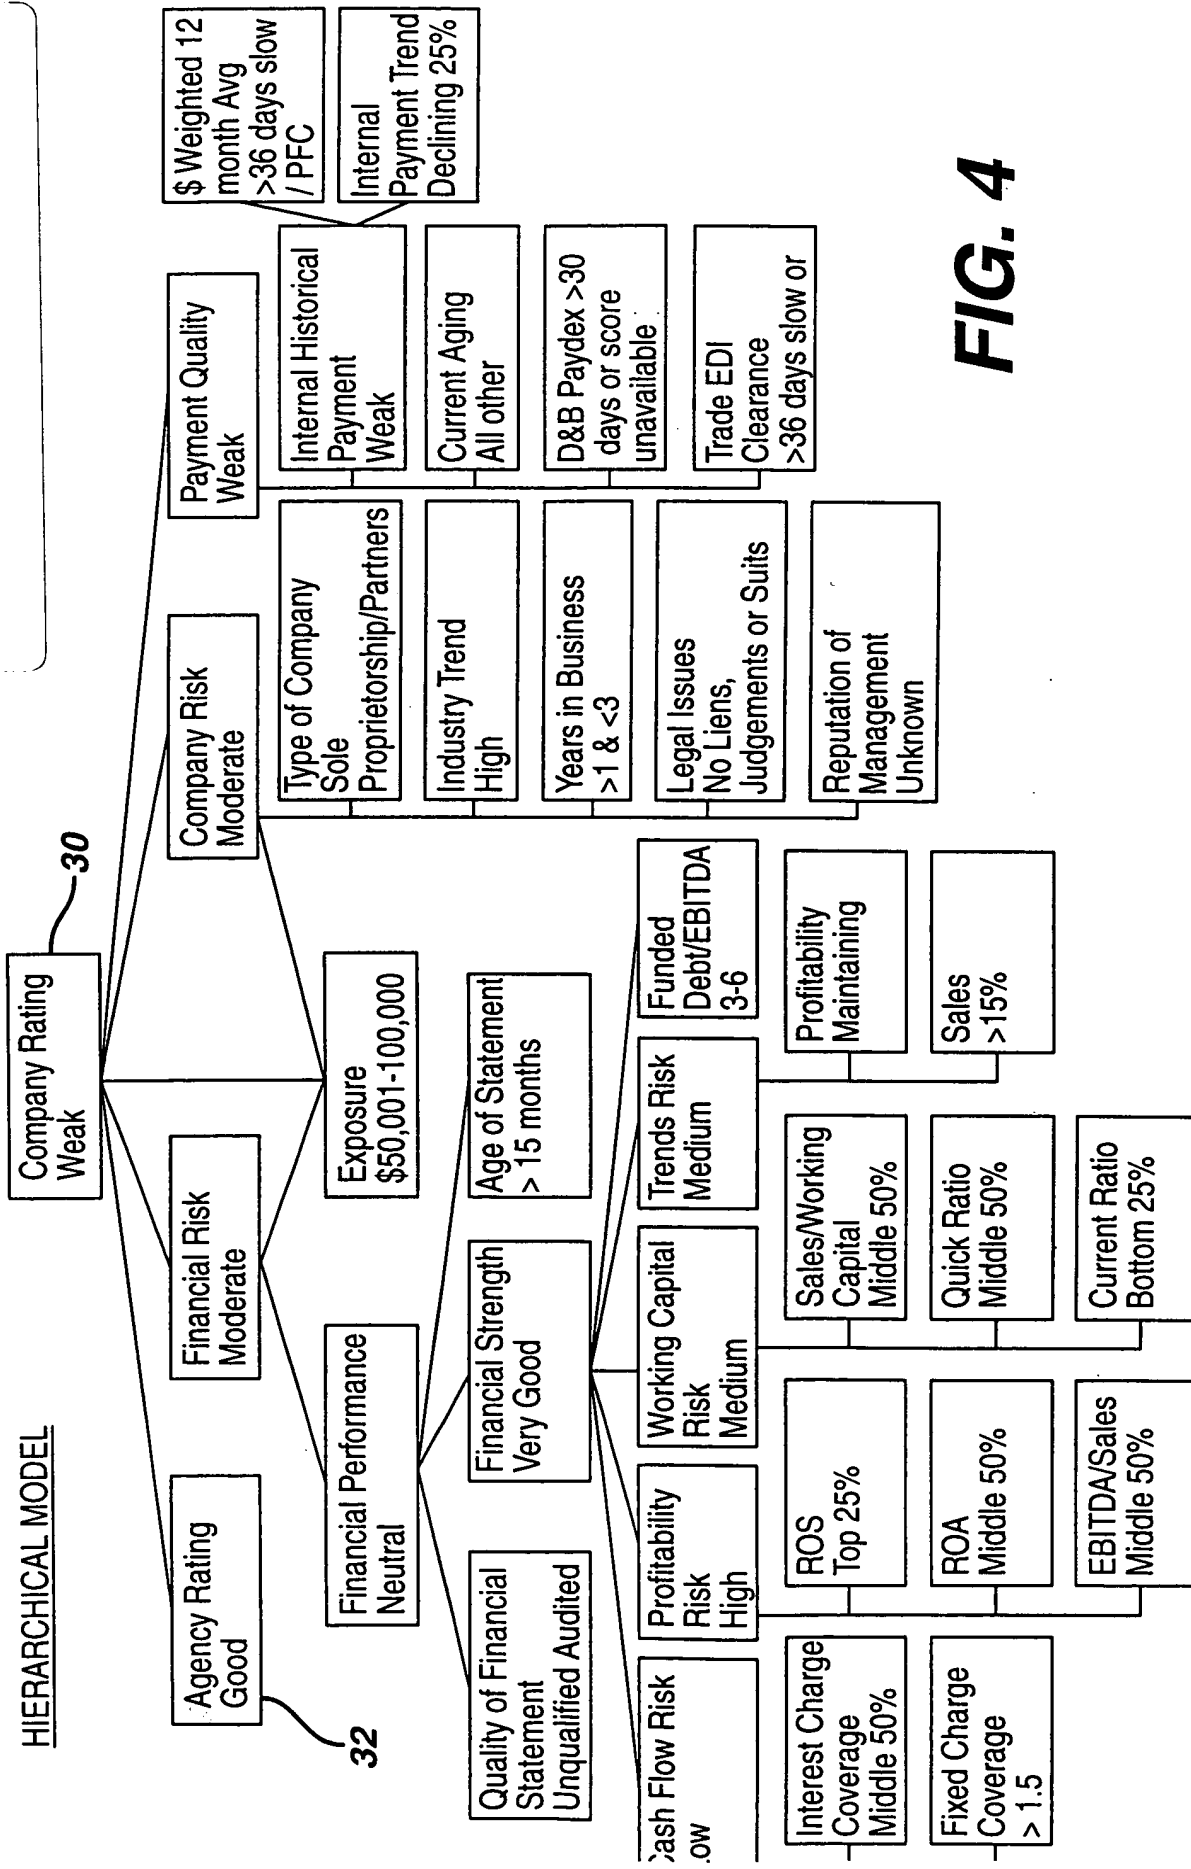 HIERARCHICAL MODEL
Company Rating
Weak
30
Agency Rating
Good
32
Financial Risk
Moderate
Company Risk
Moderate
Payment Quality
Weak
$ Weighted 12
month Avg
>36 days slow
/ PFC
Internal
Payment Trend
Declining 25%
Financial Performance
Neutral
Exposure
$50,001-100,000
Type of Company
Sole
Proprietorship/Partners
Industry Trend
High
Years in Business
>1 & <3
Legal Issues
No Liens,
Judgements or Suits
Reputation of
Management
Unknown
Internal Historical
Payment
Weak
Current Aging
All other
D&B Paydex >30
days or score
unavailable
Trade EDI
Clearance
>36 days slow or
Quality of Financial
Statement
Unqualified Audited
Financial Strength
Very Good
Age of Statement
> 15 months
Cash Flow Risk
Low
Profitability
Risk
High
Working Capital
Risk
Medium
Trends Risk
Medium
Funded
Debt/EBITDA
3-6
Interest Charge
Coverage
Middle 50%
Fixed Charge
Coverage
> 1.5
ROS
Top 25%
ROA
Middle 50%
EBITDA/Sales
Middle 50%
Sales/Working
Capital
Middle 50%
Quick Ratio
Middle 50%
Current Ratio
Bottom 25%
Profitability
Maintaining
Sales
>15%
FIG. 4